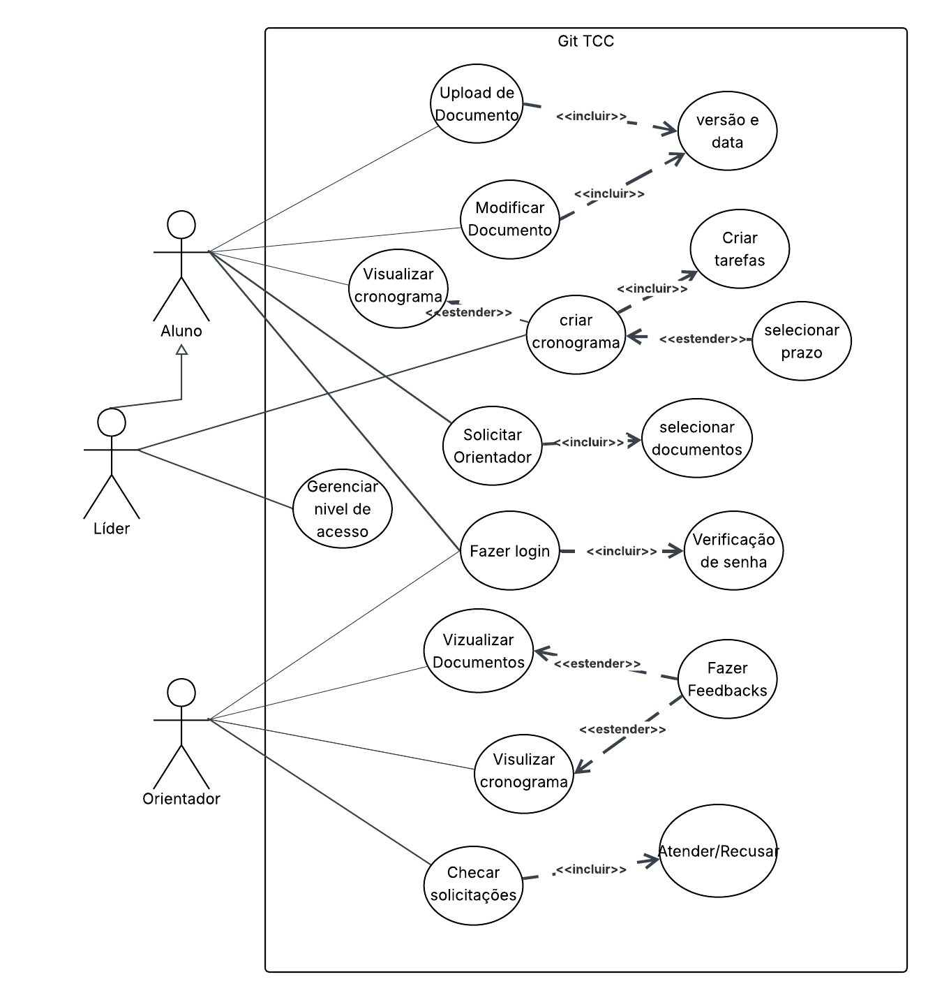 Git TCC
Upload de
Documento
<<incluir>>
versão e
data
Modificar
Documento
<<incluir>>
Criar
tarefas
Visualizar
cronograma
<<incluir>>
<<estender>>
criar
cronograma
<<estender>>
selecionar
prazo
Aluno
Solicitar
Orientador
<<incluir>>
selecionar
documentos
Líder
Gerenciar
nivel de
acesso
Fazer login
<<incluir>>
Verificação
de senha
Vizualizar
Documentos
<<estender>>
Fazer
Feedbacks
<<estender>>
Orientador
Visulizar
cronograma
Checar
solicitações
<<incluir>>
Atender/Recusar